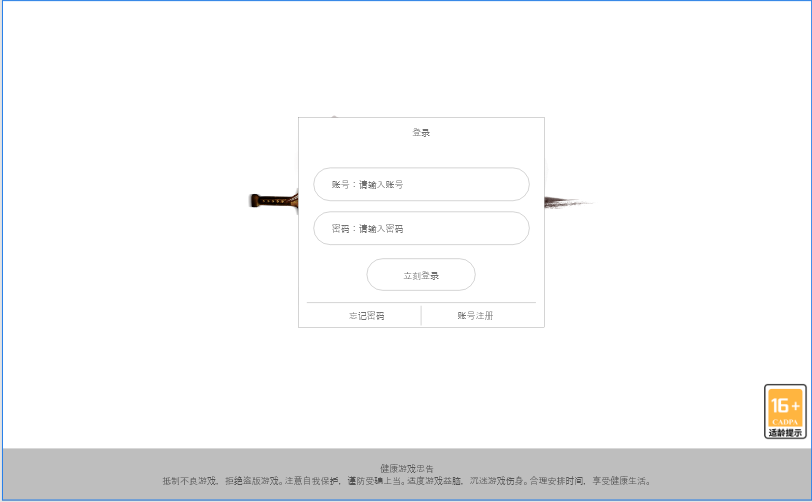 登录
账号：请输入账号
密码：请输入密码
立刻登录
忘记密码
账号注册
16+
CADPA
适龄提示
健康游戏忠告
抵制不良游戏，拒绝盗版游戏。注意自我保护，谨防受骗上当。适度游戏益脑，沉迷游戏伤身。合理安排时间，享受健康生活。